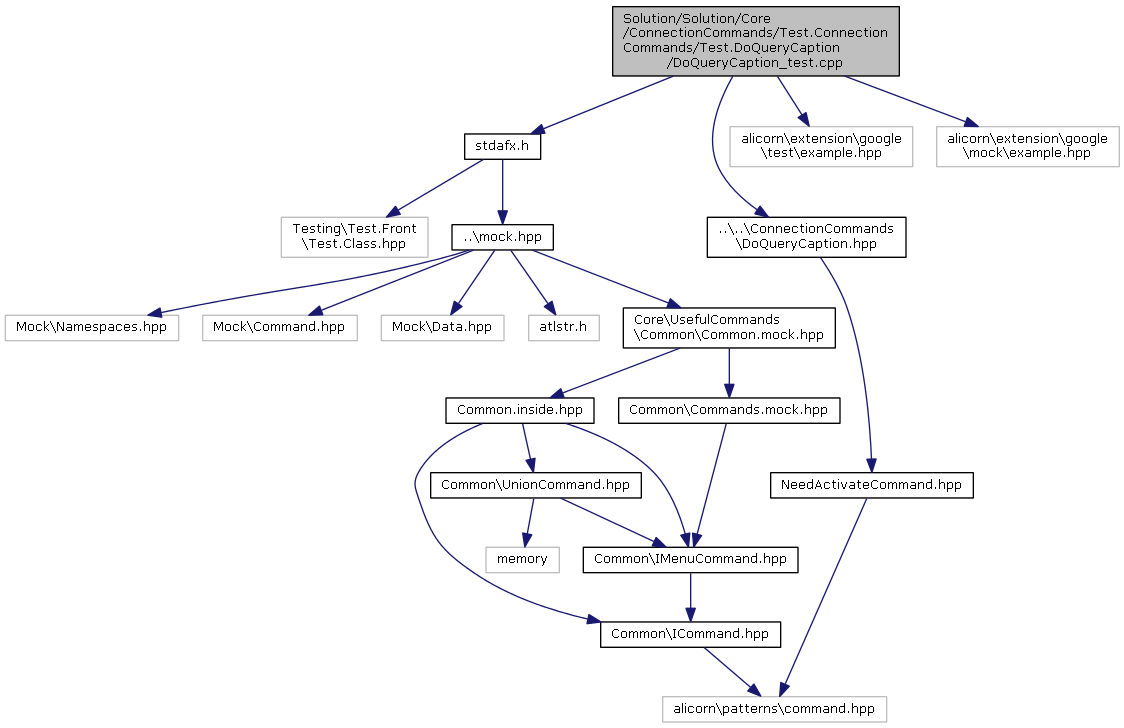 Solution/Solution/Core
/ConnectionCommands/Test.Connection
Commands/Test.DoQueryCaption
/DoQueryCaption_test.cpp
stdafx.h
alicorn\extension\google
\test\example.hpp
alicorn\extension\google
\mock\example.hpp
Testing\Test.Front
\Test.Class.hpp
..\mock.hpp
..\..\ConnectionCommands
\DoQueryCaption.hpp
Mock\Namespaces.hpp
Mock\Command.hpp
Mock\Data.hpp
atlstr.h
Core\UsefulCommands
\Common\Common.mock.hpp
Common.inside.hpp
Common\Commands.mock.hpp
Common\UnionCommand.hpp
NeedActivateCommand.hpp
memory
Common\IMenuCommand.hpp
Common\ICommand.hpp
alicorn\patterns\command.hpp